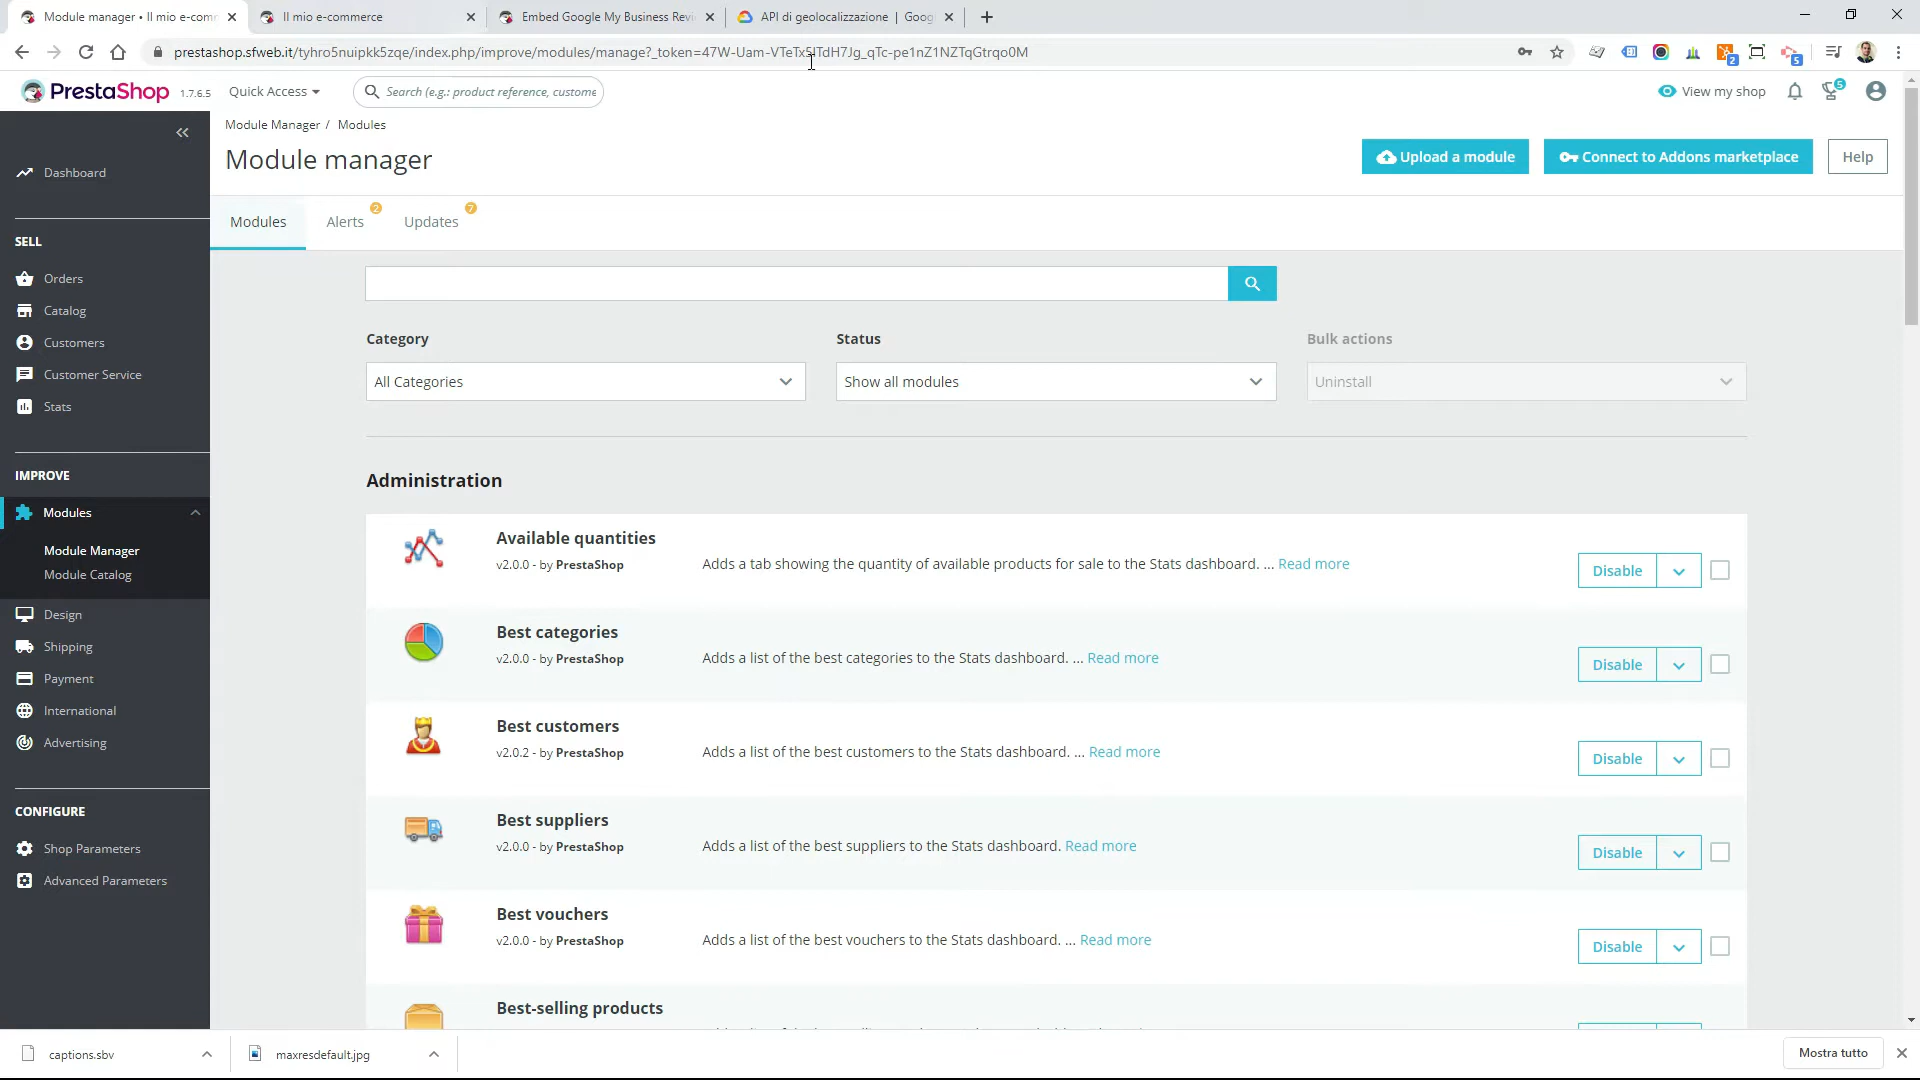 Module manager • Il mio e-comm
Il mio e-commerce
Embed Google My Business Revi
API di geolocalizzazione | Goog
prestashop.sfweb.it/tyhro5nuipkk5zqe/index.php/improve/modules/manage?_token=47W-Uam-VTeTx5ITdH7Jg_qTc-pe1nZ1NZTqGtrqo0M
2
5
PrestaShop 1.7.6.5
Quick Access
Search (e.g.: product reference, custome
View my shop
5
Module Manager / Modules
Module manager
Upload a module
Connect to Addons marketplace
Help
Modules
Alerts 2
Updates 7
Dashboard
SELL
Orders
Catalog
Customers
Customer Service
Stats
IMPROVE
Modules
Module Manager
Module Catalog
Design
Shipping
Payment
International
Advertising
CONFIGURE
Shop Parameters
Advanced Parameters
Category
Status
Bulk actions
All Categories
Show all modules
Uninstall
Administration
Available quantities
v2.0.0 - by PrestaShop
Adds a tab showing the quantity of available products for sale to the Stats dashboard. ... Read more
Disable
Best categories
v2.0.0 - by PrestaShop
Adds a list of the best categories to the Stats dashboard. ... Read more
Disable
Best customers
v2.0.2 - by PrestaShop
Adds a list of the best customers to the Stats dashboard. ... Read more
Disable
Best suppliers
v2.0.0 - by PrestaShop
Adds a list of the best suppliers to the Stats dashboard. Read more
Disable
Best vouchers
v2.0.0 - by PrestaShop
Adds a list of the best vouchers to the Stats dashboard. ... Read more
Disable
Best-selling products
captions.sbv
maxresdefault.jpg
Mostra tutto